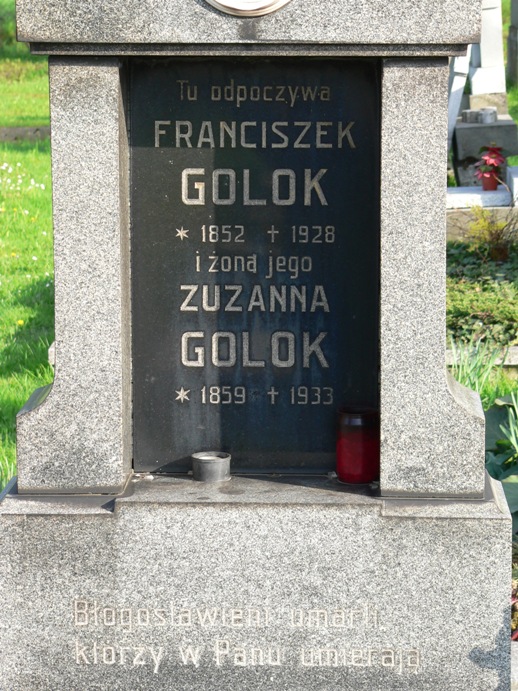 Tu odpoczywa
FRANCISZEK
GOLOK
* 1852 ✝ 1928
i żona jego
ZUZANNA
GOLOK
* 1859 ✝ 1933
Błogosławieni umarli
którzy w Panu umierają